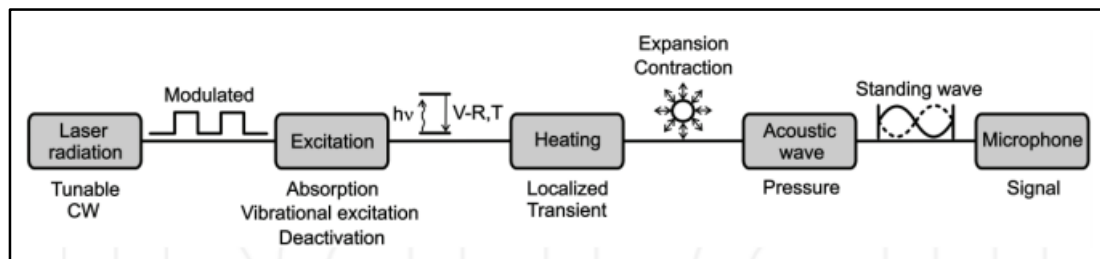 Modulated
hν
V-R,T
Expansion
Contraction
Standing wave
Laser
radiation
Excitation
Heating
Acoustic
wave
Microphone
Tunable
CW
Absorption
Vibrational excitation
Deactivation
Localized
Transient
Pressure
Signal